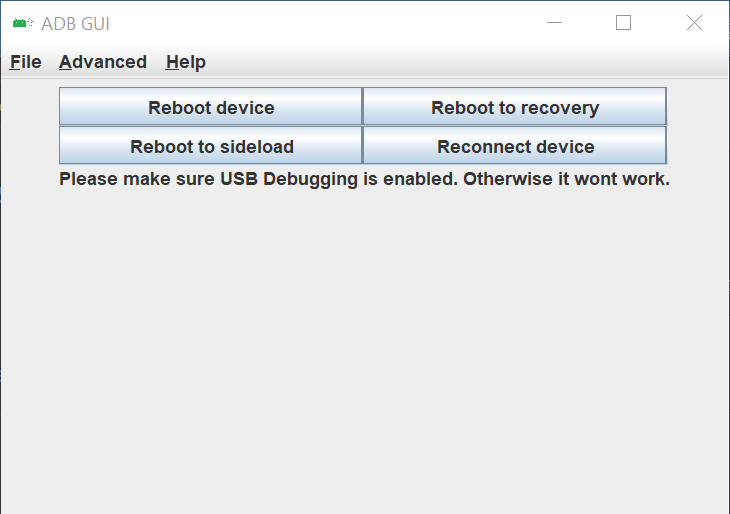 ADB GUI
File Advanced Help
Reboot device Reboot to recovery
Reboot to sideload Reconnect device
Please make sure USB Debugging is enabled. Otherwise it wont work.